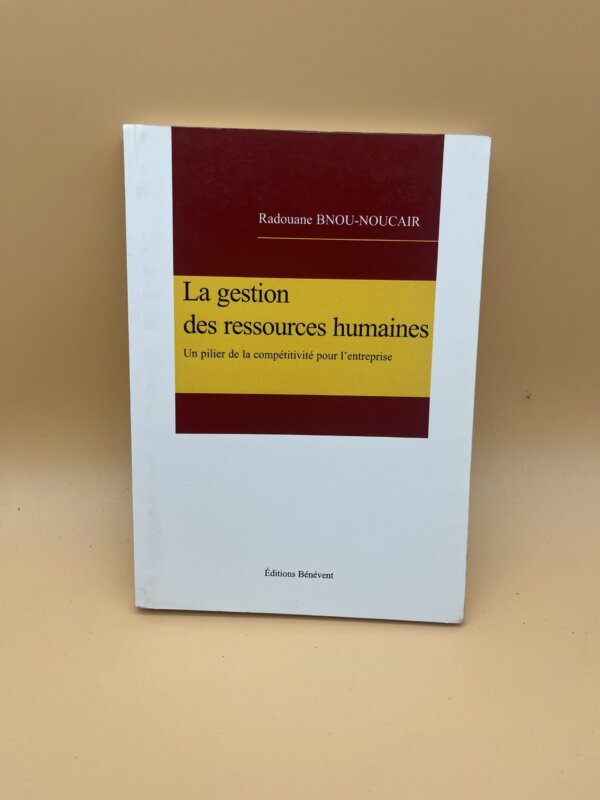 Radouane BNOU-NOUCAIR
La gestion
des ressources humaines
Un pilier de la compétitivité pour l'entreprise
Éditions Bénévent